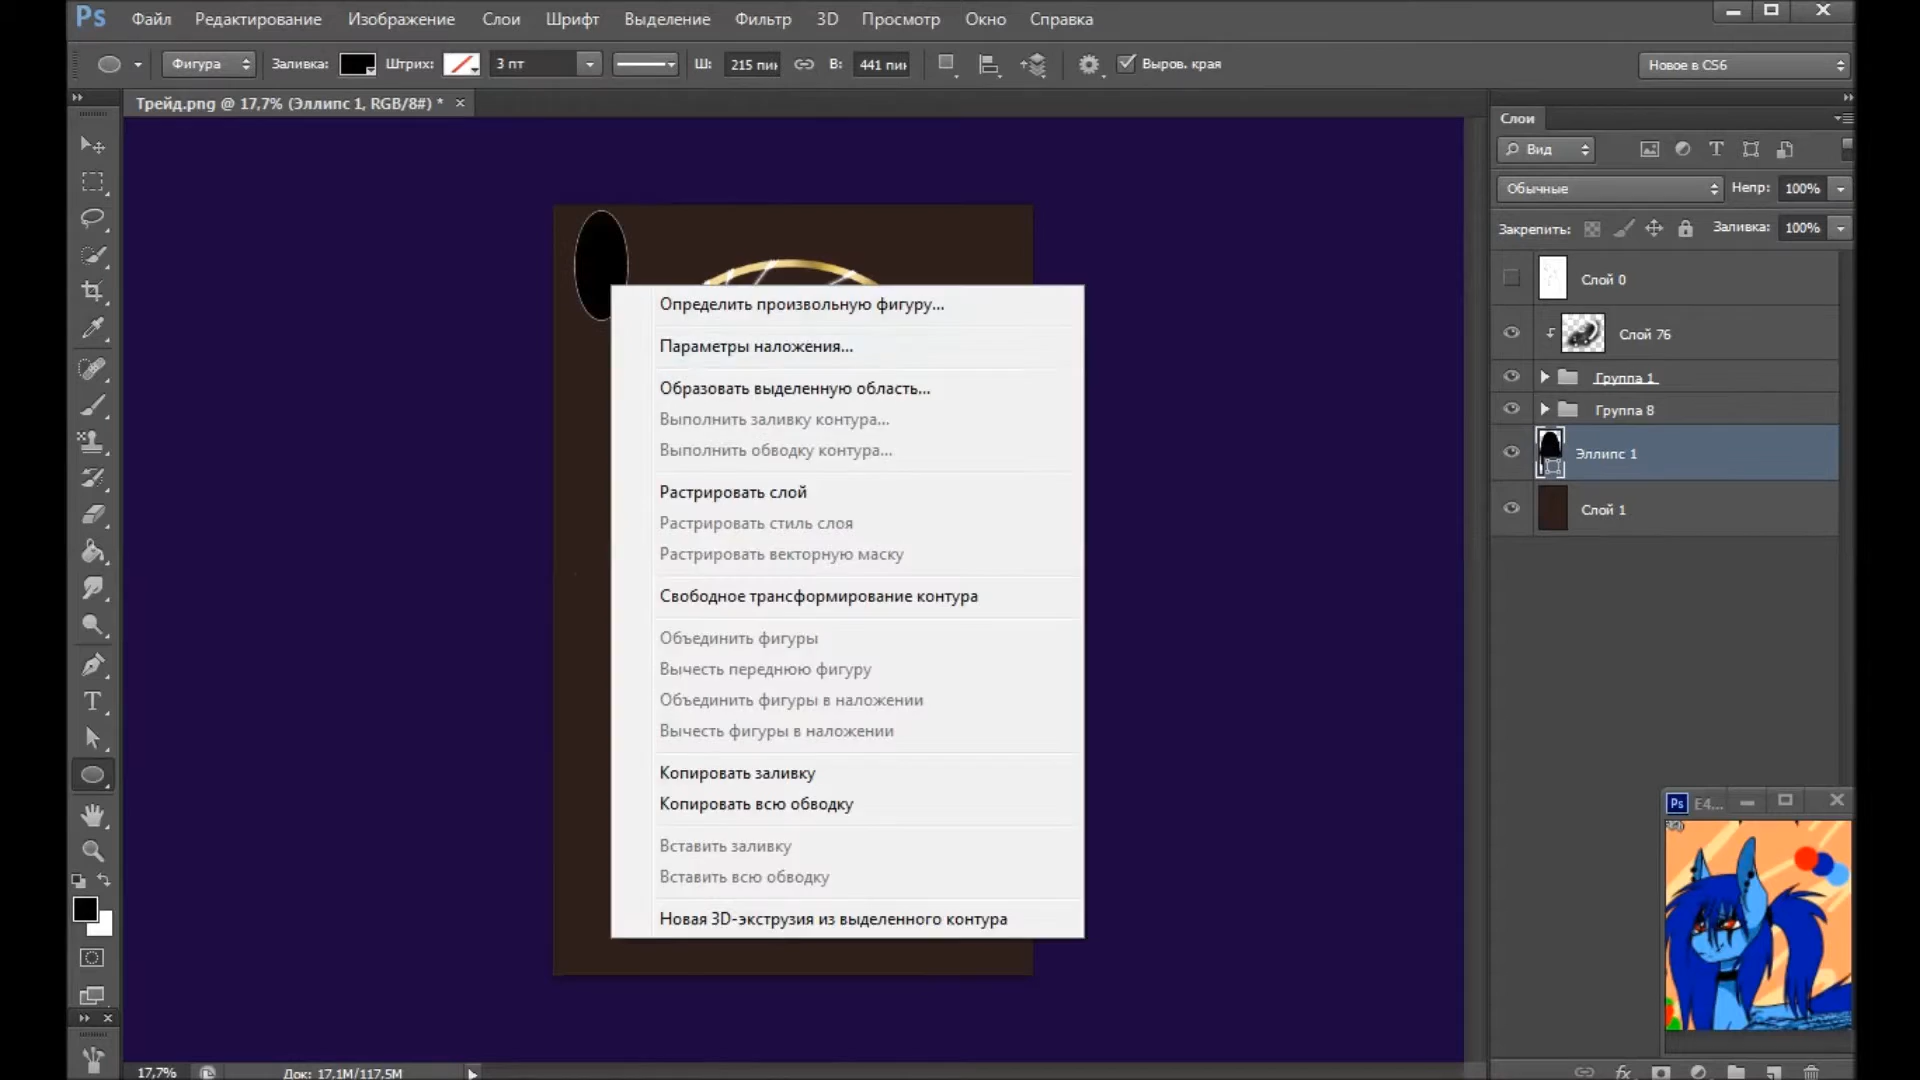 Ps Файл Редактирование Изображение Слои Шрифт Выделение Фильтр 3D Просмотр Окно Справка
Фигура Заливка: Штрих: 3 пт Ш: 215 пик В: 441 пик Выров. края Новое в CS6
Трейд.png @ 17,7% (Эллипс 1, RGB/8#) *
Слои
Вид
Обычные Непр: 100%
Закрепить: Заливка: 100%
Слой 0
Слой 76
Группа 1
Группа 8
Эллипс 1
Слой 1
Определить произвольную фигуру...
Параметры наложения...
Образовать выделенную область...
Выполнить заливку контура...
Выполнить обводку контура...
Растрировать слой
Растрировать стиль слоя
Растрировать векторную маску
Свободное трансформирование контура
Объединить фигуры
Вычесть переднюю фигуру
Объединить фигуры в наложении
Вычесть фигуры в наложении
Копировать заливку
Копировать всю обводку
Вставить заливку
Вставить всю обводку
Новая 3D-экструзия из выделенного контура
Ps E4...
17,7% Док: 17,1M/117,5M